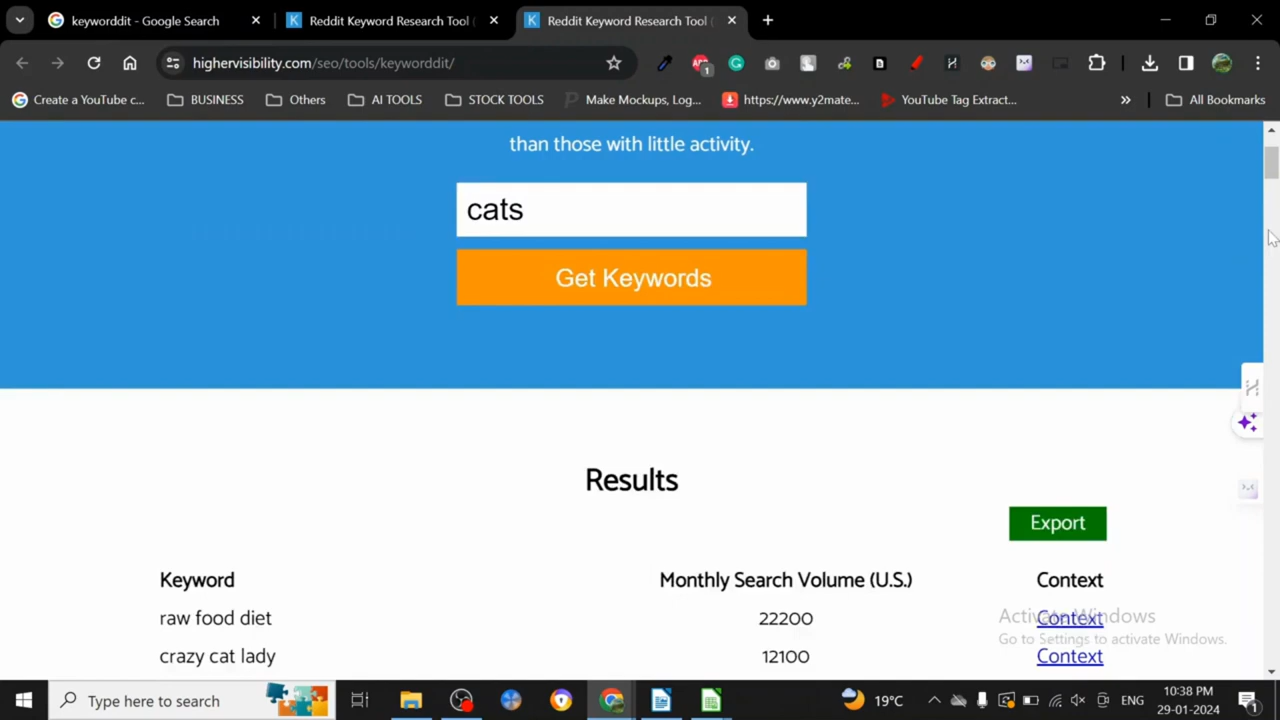 keyworddit - Google Search
Reddit Keyword Research Tool (
Reddit Keyword Research Tool (
highervisibility.com/seo/tools/keyworddit/
1
Create a YouTube c...
BUSINESS
Others
AI TOOLS
STOCK TOOLS
Make Mockups, Log...
https://www.y2mate...
YouTube Tag Extract...
All Bookmarks
than those with little activity.
cats
Get Keywords
Results
Export
Keyword Monthly Search Volume (U.S.) Context
raw food diet 22200 Context
crazy cat lady 12100 Context
Activate Windows
Go to Settings to activate Windows.
Type here to search
19°C
ENG
10:38 PM
29-01-2024
1